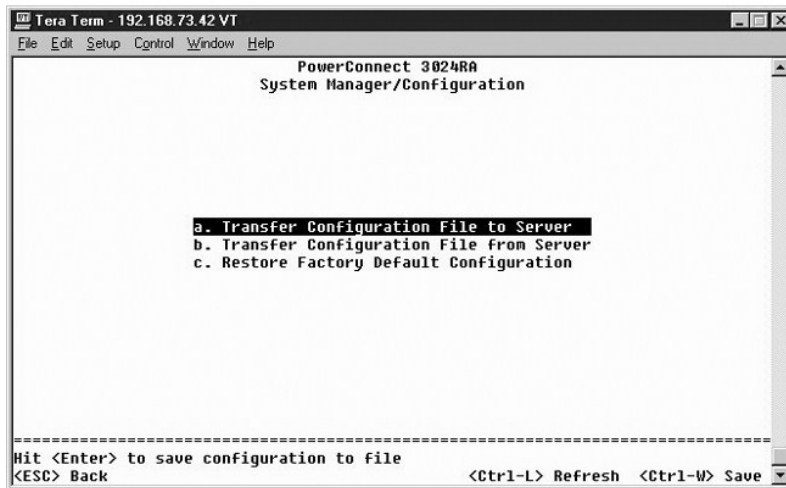 Tera Term - 192.168.73.42 VT
File Edit Setup Control Window Help
PowerConnect 3024RA
System Manager/Configuration
a. Transfer Configuration File to Server
b. Transfer Configuration File from Server
c. Restore Factory Default Configuration
================================================================================
Hit <Enter> to save configuration to file
<ESC> Back <Ctrl-L> Refresh <Ctrl-W> Save